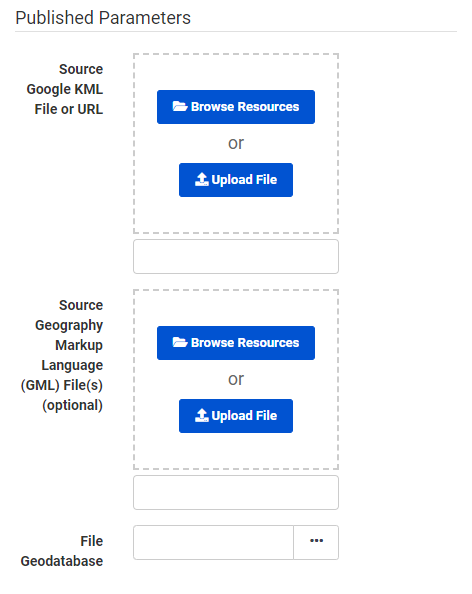 Published Parameters
Source
Google KML
File or URL
Browse Resources
or
Upload File
Source
Geography
Markup
Language
(GML) File(s)
(optional)
Browse Resources
or
Upload File
File
Geodatabase
...